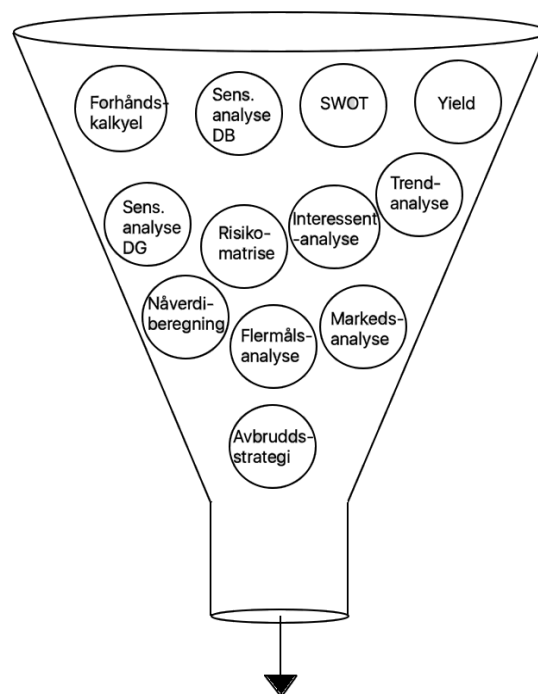 Forhånds-
kalkyel
Sens.
analyse
DB
SWOT
Yield
Sens.
analyse
DG
Risiko-
matrise
Interessent
-analyse
Trend-
analyse
Nåverdi-
beregning
Flermåls-
analyse
Markeds-
analyse
Avbrudds-
strategi